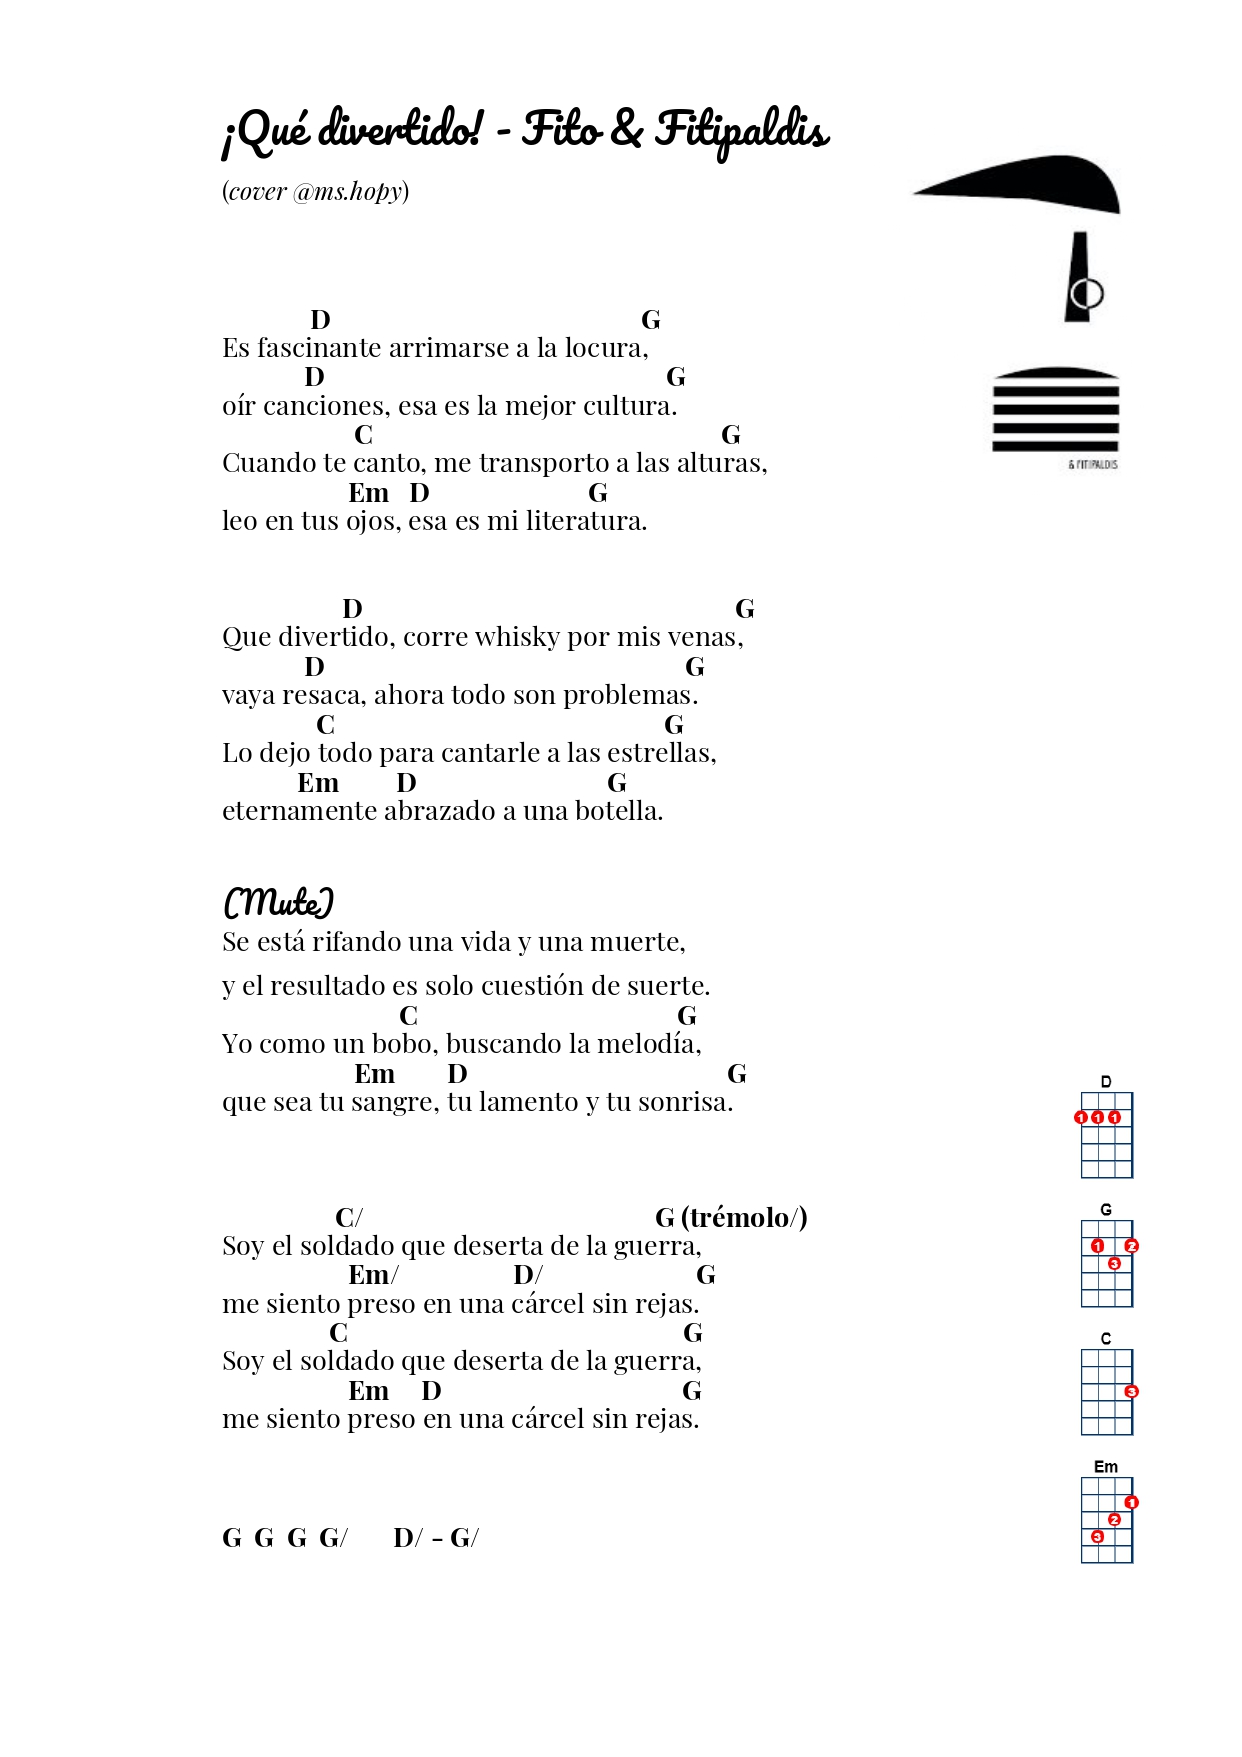 ¡Qué divertido! - Fito & Fitipaldis
(cover @ms.hopy)
& FITIPALDIS
D G
Es fascinante arrimarse a la locura,
D G
oír canciones, esa es la mejor cultura.
C G
Cuando te canto, me transporto a las alturas,
Em D G
leo en tus ojos, esa es mi literatura.
D G
Que divertido, corre whisky por mis venas,
D G
vaya resaca, ahora todo son problemas.
C G
Lo dejo todo para cantarle a las estrellas,
Em D G
eternamente abrazado a una botella.
(Mute)
Se está rifando una vida y una muerte,
y el resultado es solo cuestión de suerte.
C G
Yo como un bobo, buscando la melodía,
Em D G
que sea tu sangre, tu lamento y tu sonrisa.
C/ G (trémolo/)
Soy el soldado que deserta de la guerra,
Em/ D/ G
me siento preso en una cárcel sin rejas.
C G
Soy el soldado que deserta de la guerra,
Em D G
me siento preso en una cárcel sin rejas.
G G G G/ D/ - G/
D
1 1 1
G
1 2
3
C
3
Em
1
2
3